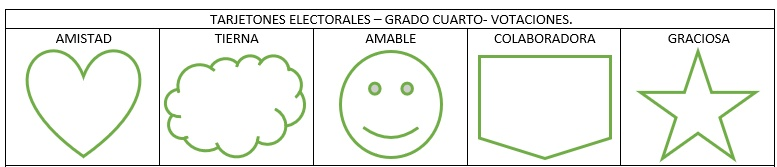 TARJETONES ELECTORALES – GRADO CUARTO- VOTACIONES.
AMISTAD
TIERNA
AMABLE
COLABORADORA
GRACIOSA